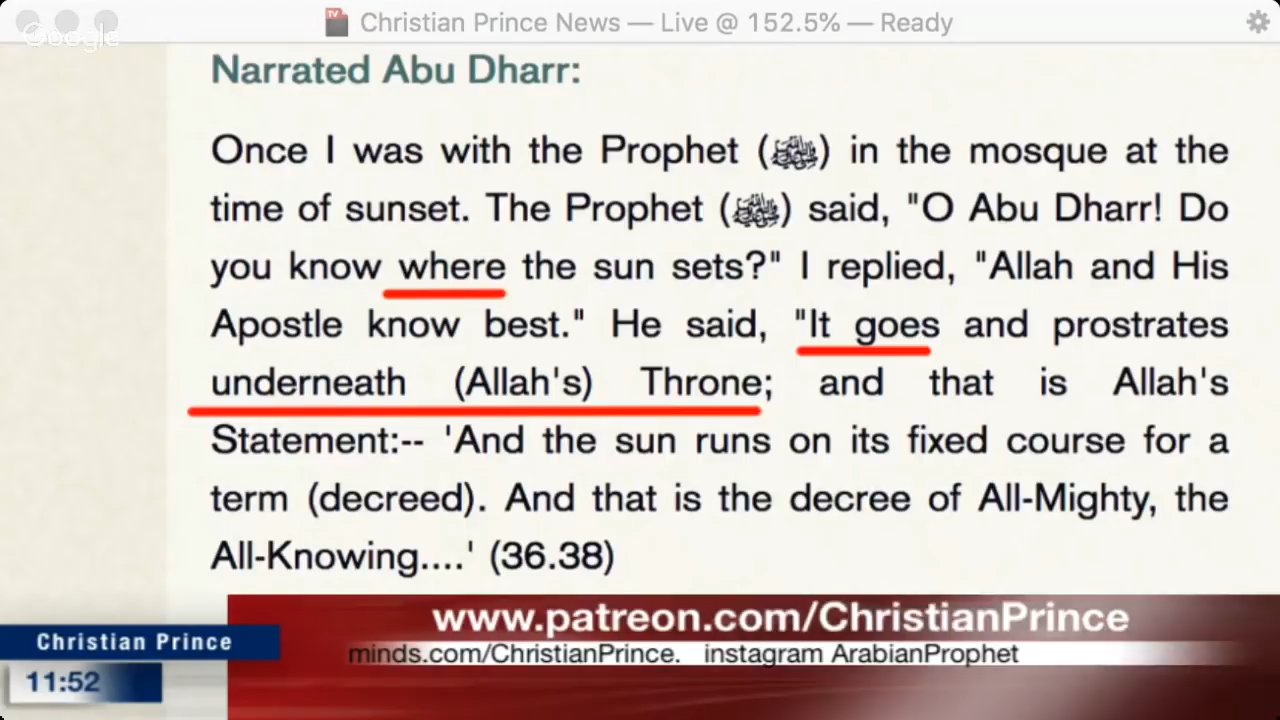 Christian Prince News — Live @ 152.5% — Ready
Google
Narrated Abu Dharr:
Once I was with the Prophet (ﷺ) in the mosque at the
time of sunset. The Prophet (ﷺ) said, "O Abu Dharr! Do
you know where the sun sets?" I replied, "Allah and His
Apostle know best." He said, "It goes and prostrates
underneath (Allah's) Throne; and that is Allah's
Statement:-- 'And the sun runs on its fixed course for a
term (decreed). And that is the decree of All-Mighty, the
All-Knowing....' (36.38)
www.patreon.com/ChristianPrince
Christian Prince
minds.com/ChristianPrince. instagram ArabianProphet
11:52